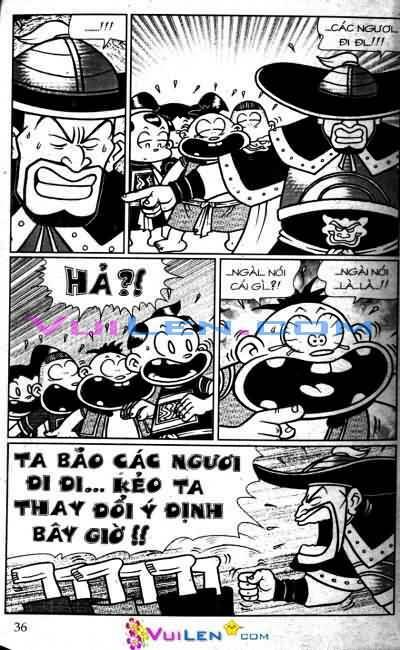 ...!!!
...CÁC NGƯƠI
ĐI ĐI...!!!
HẢ?!
...NGÀI.. NÓI
CÁI GÌ...?!
...NGÀI NÓI
...LÀ..LÀ...!!
VUILEN.COM
TA BẢO CÁC NGƯƠI
ĐI ĐI... KẺO TA
THAY ĐỔI Ý ĐỊNH
BÂY GIỜ!!
36
VUILEN.COM